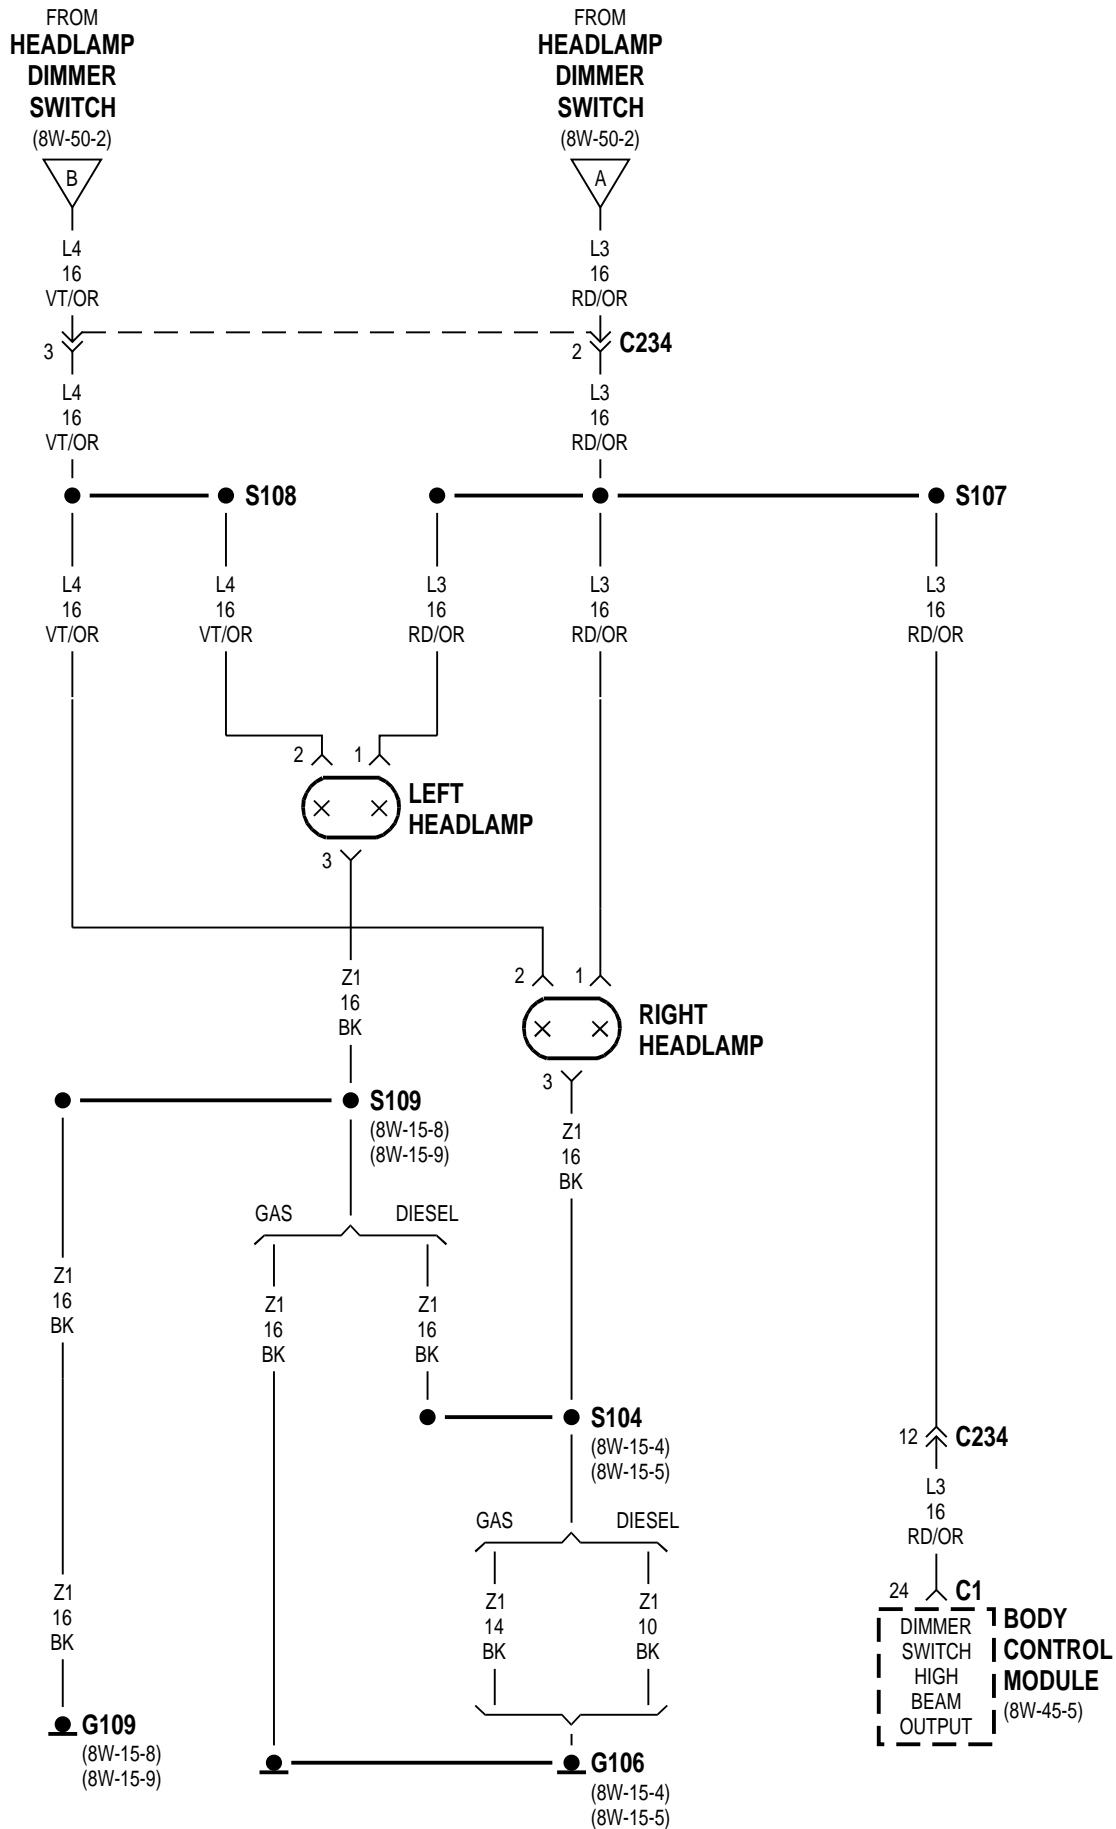 FROM
HEADLAMP
DIMMER
SWITCH
(8W-50-2)
B
FROM
HEADLAMP
DIMMER
SWITCH
(8W-50-2)
A
L4
16
VT/OR
L3
16
RD/OR
3
2
C234
L4
16
VT/OR
L3
16
RD/OR
S108
S107
L4
16
VT/OR
L4
16
VT/OR
L3
16
RD/OR
L3
16
RD/OR
L3
16
RD/OR
2
1
LEFT
HEADLAMP
3
2
1
RIGHT
HEADLAMP
3
Z1
16
BK
S109
(8W-15-8)
(8W-15-9)
Z1
16
BK
GAS
DIESEL
Z1
16
BK
Z1
16
BK
Z1
16
BK
S104
(8W-15-4)
(8W-15-5)
12
C234
L3
16
RD/OR
GAS
DIESEL
Z1
14
BK
Z1
10
BK
Z1
16
BK
24
C1
DIMMER
SWITCH
HIGH
BEAM
OUTPUT
BODY
CONTROL
MODULE
(8W-45-5)
G109
(8W-15-8)
(8W-15-9)
G106
(8W-15-4)
(8W-15-5)